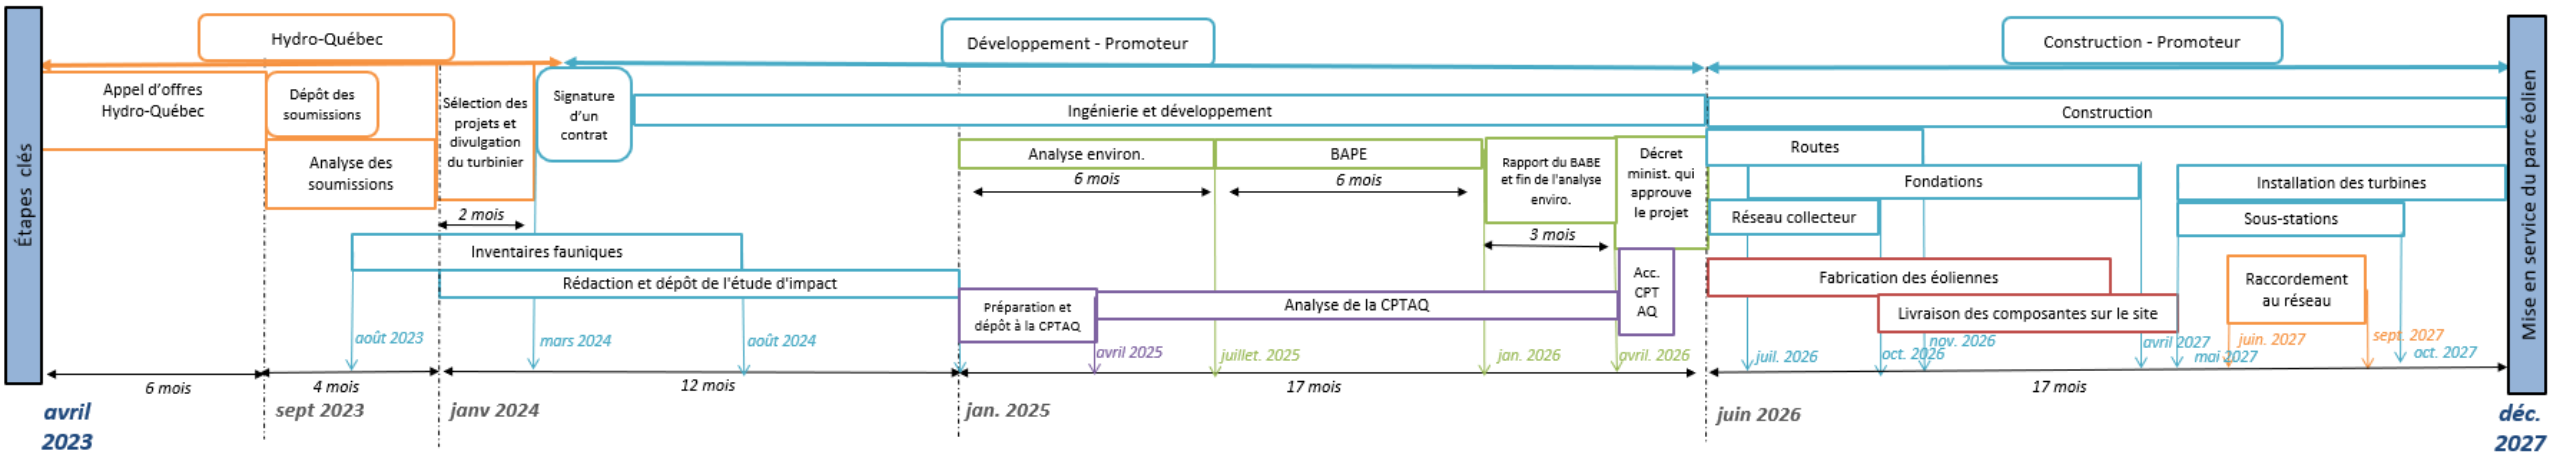 Étapes clés
Hydro-Québec
Développement - Promoteur
Construction - Promoteur
Appel d'offres
Hydro-Québec
Dépôt des
soumissions
Analyse des
soumissions
Sélection des
projets et
divulgation
du turbinier
2 mois
Signature
d'un
contrat
Ingénierie et développement
Construction
Analyse environ.
6 mois
BAPE
6 mois
Rapport du BABE
et fin de l'analyse
enviro.
3 mois
Décret
minist. qui
approuve
le projet
Routes
Fondations
Installation des turbines
Réseau collecteur
Sous-stations
Inventaires fauniques
Rédaction et dépôt de l'étude d'impact
Préparation et
dépôt à la CPTAQ
Analyse de la CPTAQ
Acc.
CPT
AQ
Fabrication des éoliennes
Livraison des composantes sur le site
Raccordement
au réseau
août 2023
mars 2024
août 2024
avril 2025
juillet. 2025
jan. 2026
avril. 2026
juil. 2026
oct. 2026
nov. 2026
avril 2027
mai 2027
juin. 2027
sept. 2027
oct. 2027
6 mois
4 mois
12 mois
17 mois
17 mois
avril
2023
sept 2023
janv 2024
jan. 2025
juin 2026
déc.
2027
Mise en service du parc éolien